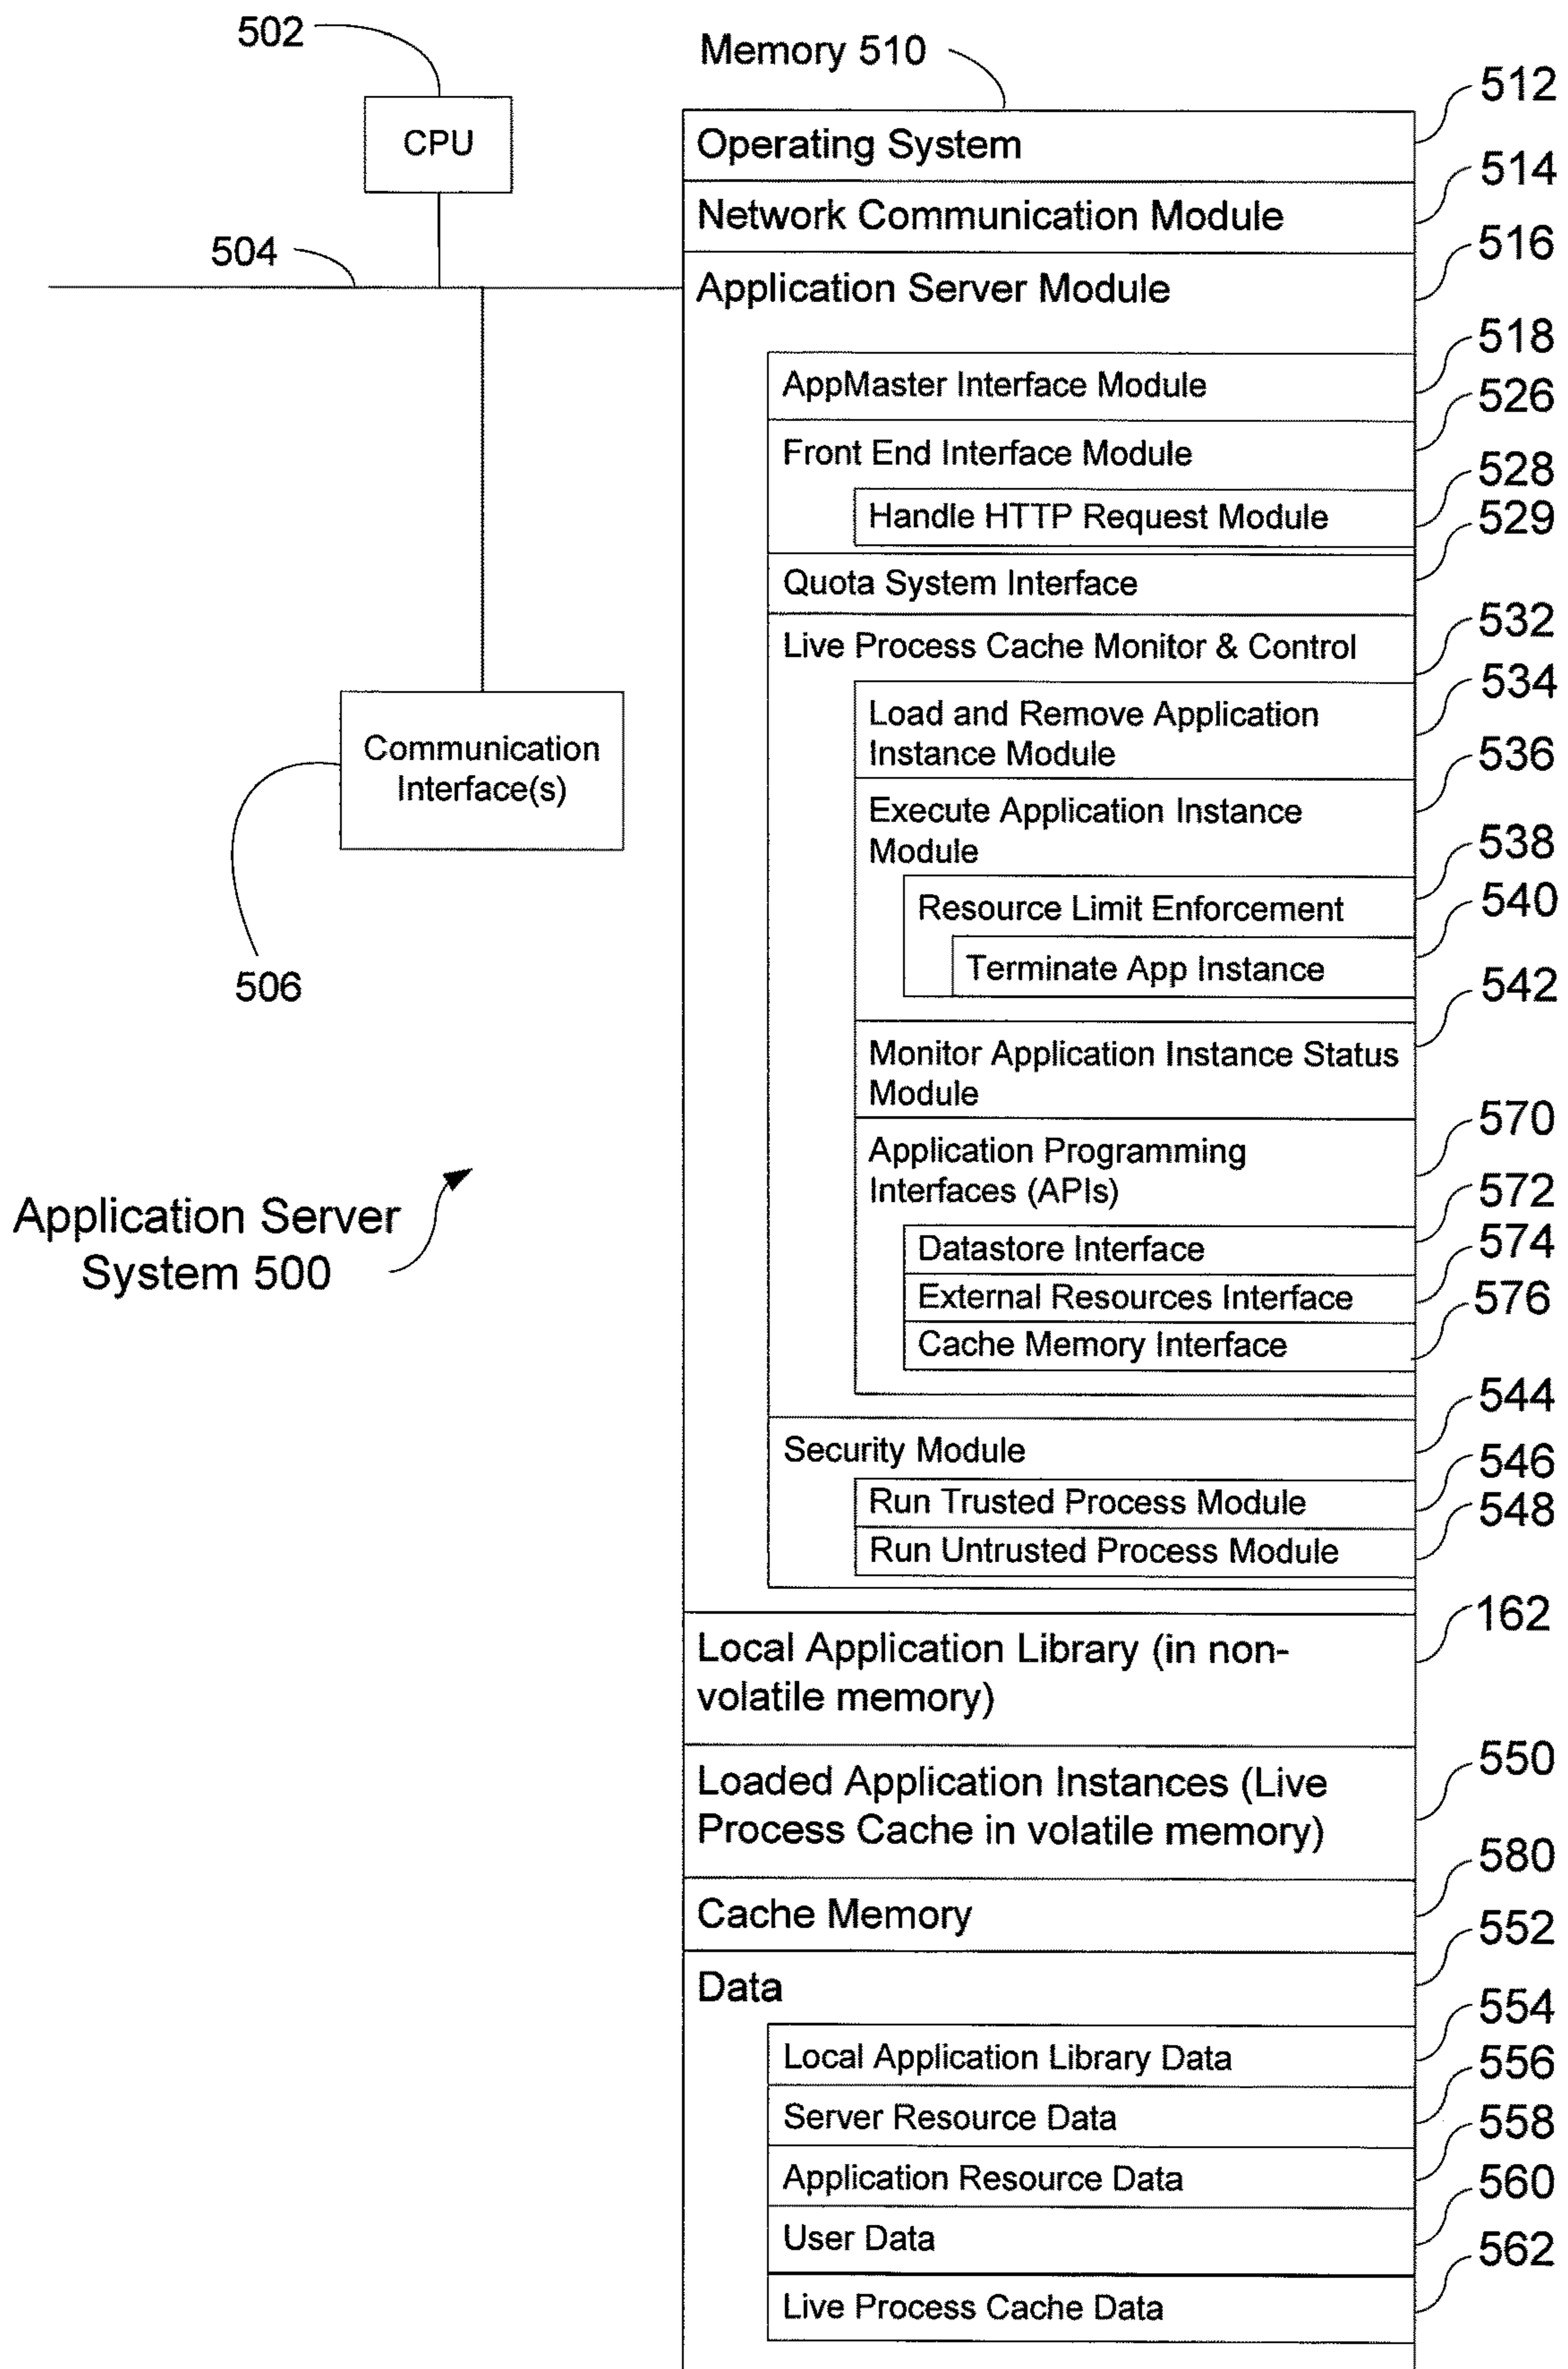 502
Memory 510
512
CPU
Operating System
514
Network Communication Module
504
516
Application Server Module
518
AppMaster Interface Module
526
Front End Interface Module
528
Handle HTTP Request Module
529
Quota System Interface
532
Live Process Cache Monitor & Control
534
Load and Remove Application
Instance Module
536
Communication
Interface(s)
Execute Application Instance
Module
538
Resource Limit Enforcement
540
Terminate App Instance
506
542
Monitor Application Instance Status
Module
570
Application Programming
Interfaces (APIs)
572
Application Server
System 500
Datastore Interface
574
External Resources Interface
576
Cache Memory Interface
544
Security Module
546
Run Trusted Process Module
548
Run Untrusted Process Module
162
Local Application Library (in non-
volatile memory)
550
Loaded Application Instances (Live
Process Cache in volatile memory)
580
Cache Memory
552
Data
554
Local Application Library Data
556
Server Resource Data
558
Application Resource Data
560
User Data
562
Live Process Cache Data